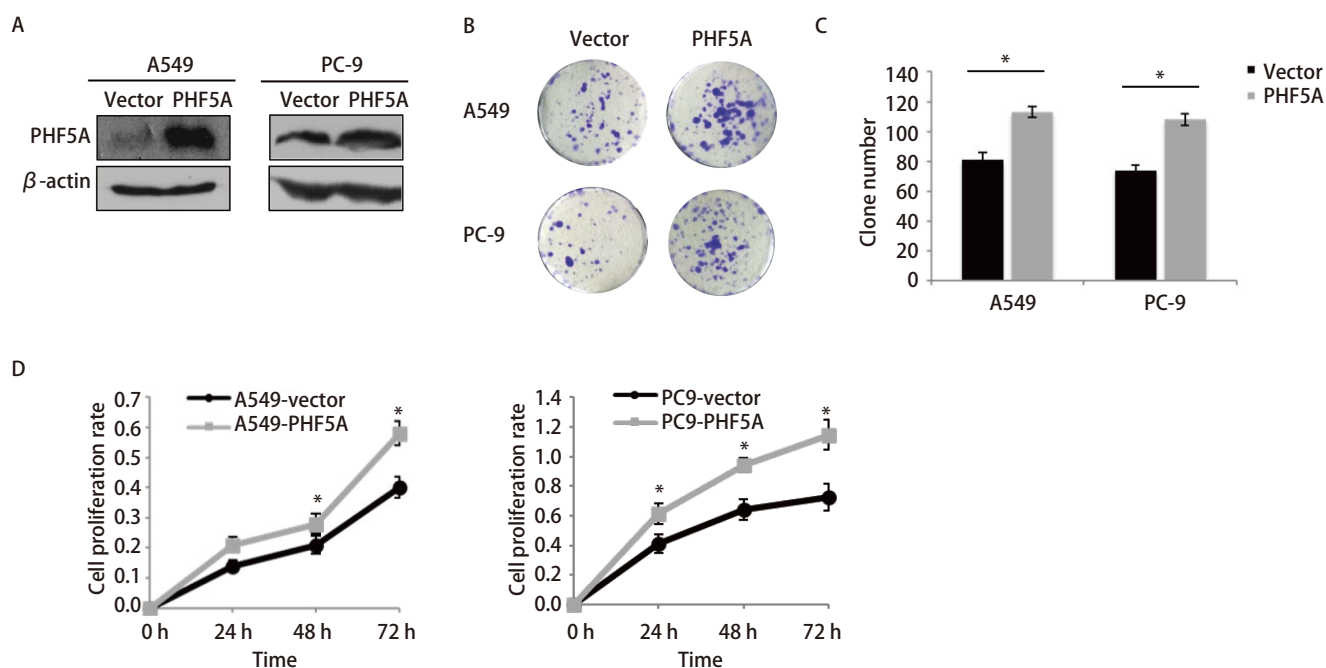 A
A549
PC-9
Vector PHF5A
Vector PHF5A
PHF5A
β-actin
B
Vector
PHF5A
A549
PC-9
C
Clone number
140
120
100
80
60
40
20
0
*
*
A549
PC-9
Vector
PHF5A
D
Cell proliferation rate
0.7
0.6
0.5
0.4
0.3
0.2
0.1
0.0
A549-vector
A549-PHF5A
*
*
0 h
24 h
48 h
72 h
Time
Cell proliferation rate
1.4
1.2
1.0
0.8
0.6
0.4
0.2
0.0
PC9-vector
PC9-PHF5A
*
*
*
0 h
24 h
48 h
72 h
Time